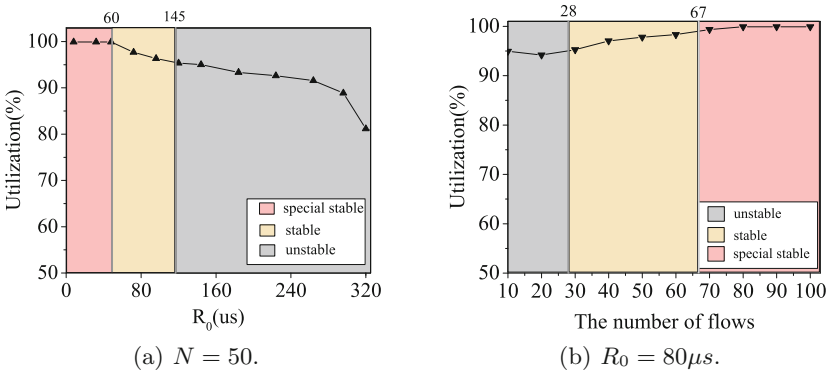 60 145
100
90
80
70
60
50
Utilization(%)
0 80 160 240 320
R0(us)
special stable
stable
unstable
(a) N = 50.
28 67
100
90
80
70
60
50
Utilization(%)
10 20 30 40 50 60 70 80 90 100
The number of flows
unstable
stable
special stable
(b) R0 = 80μs.